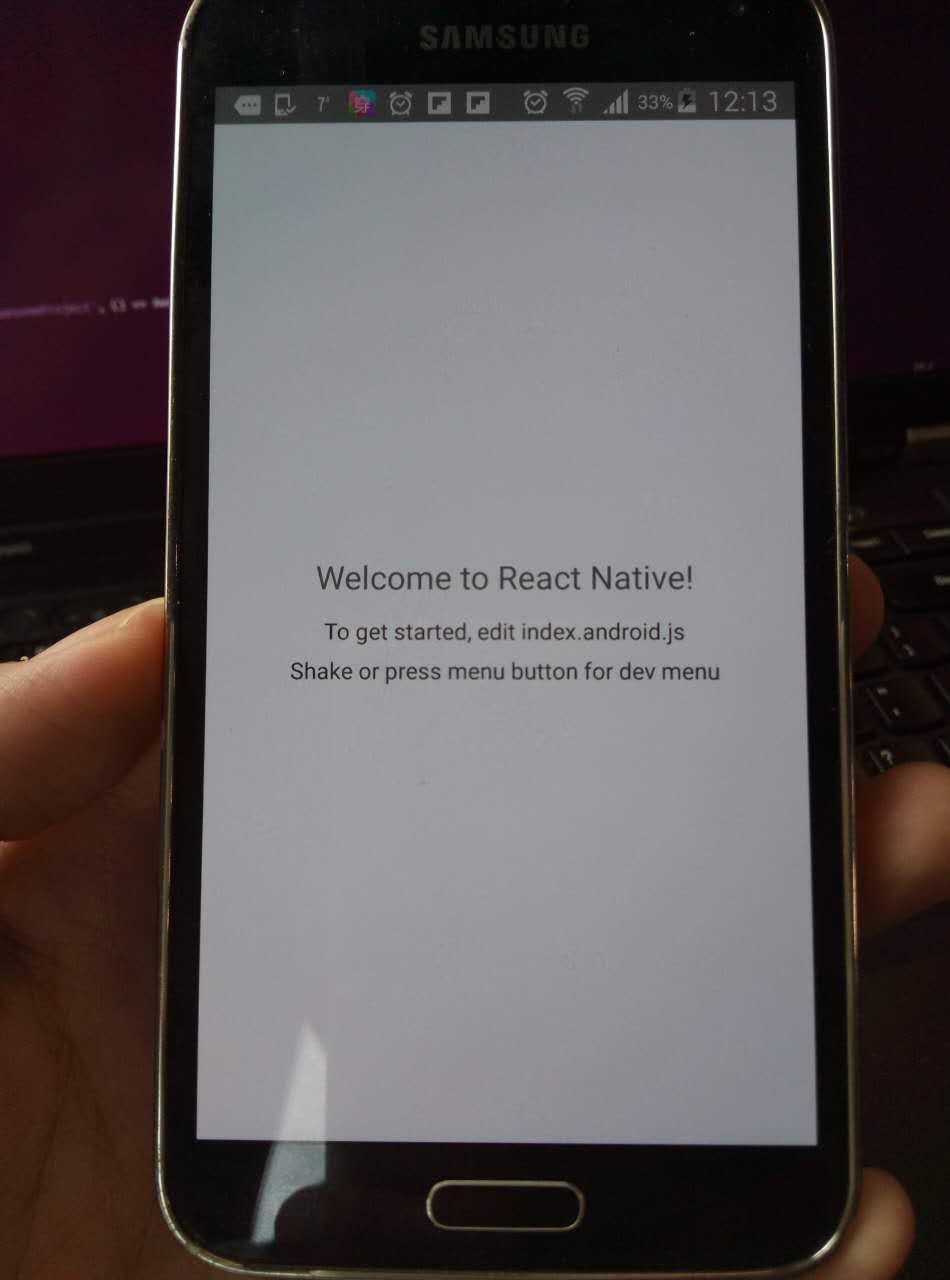 SAMSUNG
7° 穿 33% 12:13
Welcome to React Native!
To get started, edit index.android.js
Shake or press menu button for dev menu